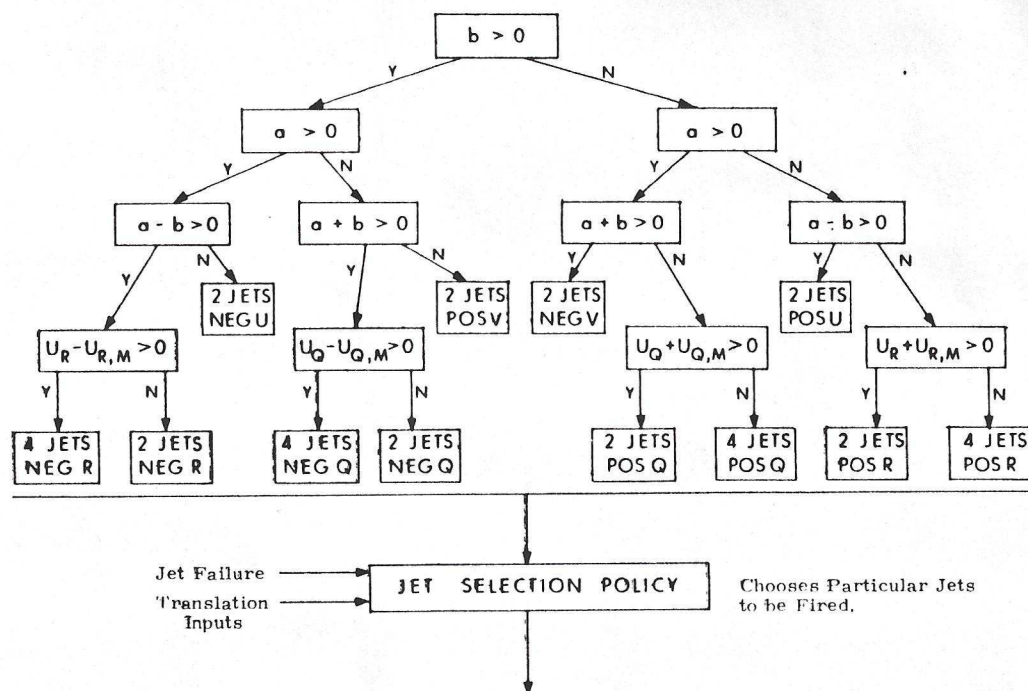 b > 0
Y N
a > 0 a > 0
Y N Y N
a - b > 0 a + b > 0 a + b > 0 a - b > 0
Y N Y N Y N Y N
2 JETS 2 JETS 2 JETS 2 JETS
NEG U POS V NEG V POS U
U_R - U_R,M > 0 U_Q - U_Q,M > 0 U_Q + U_Q,M > 0 U_R + U_R,M > 0
Y N Y N Y N Y N
4 JETS 2 JETS 4 JETS 2 JETS 2 JETS 4 JETS 2 JETS 4 JETS
NEG R NEG R NEG Q NEG Q POS Q POS Q POS R POS R
Jet Failure
Translation
Inputs
JET SELECTION POLICY
Chooses Particular Jets
to be Fired.